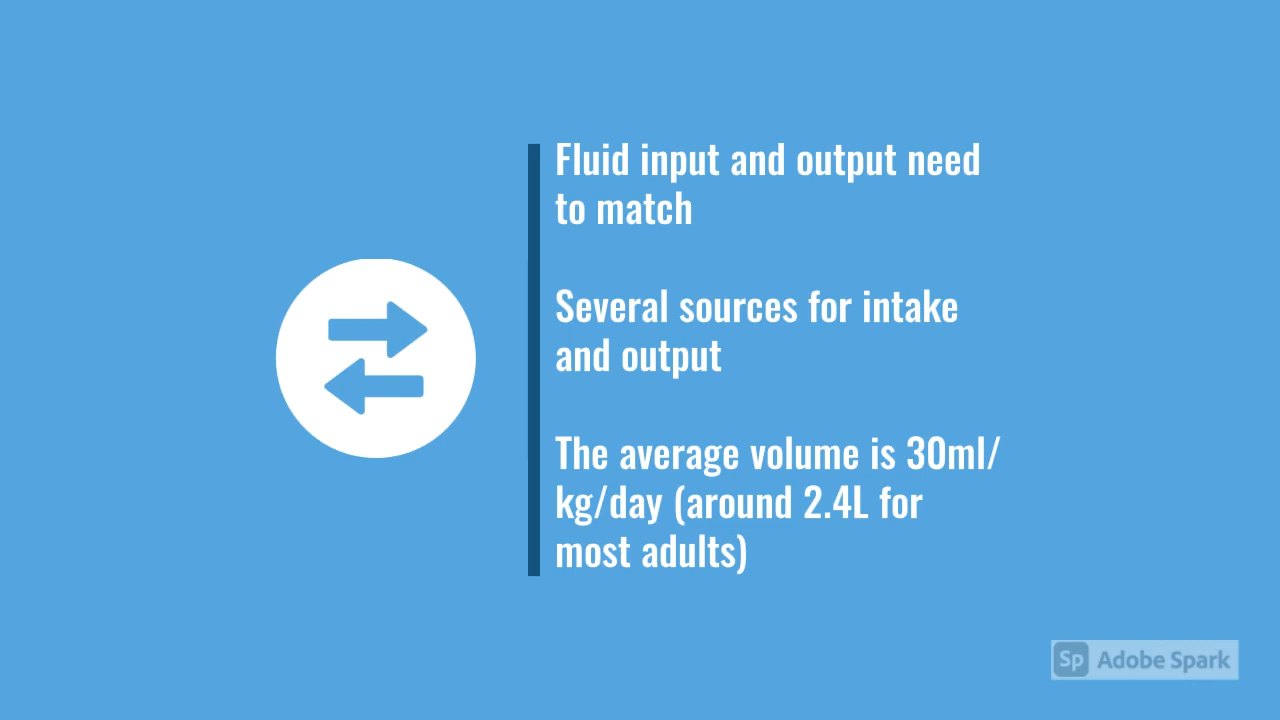 Fluid input and output need
to match
Several sources for intake
and output
The average volume is 30ml/
kg/day (around 2.4L for
most adults)
Sp Adobe Spark